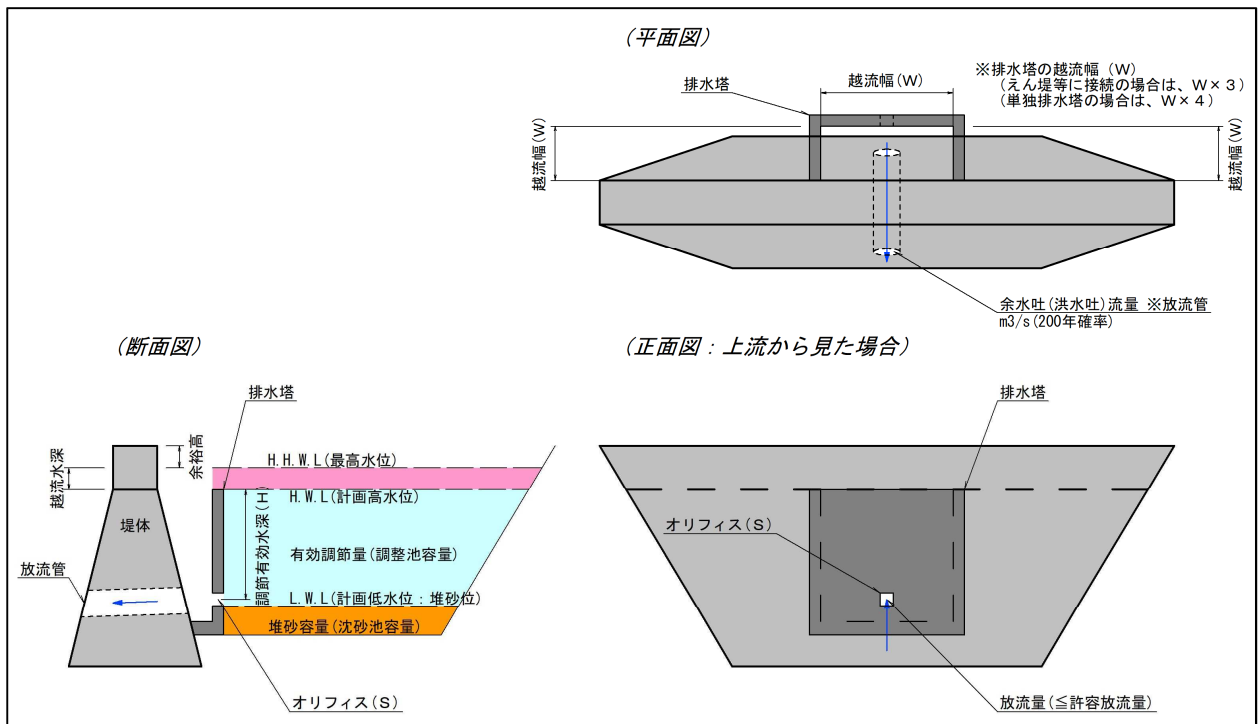 (平面図)
※排水塔の越流幅(W)
(えん堤等に接続の場合は、W×3)
(単独排水塔の場合は、W×4)
排水塔
越流幅(W)
越流幅(W)
越流幅(W)
余水吐(洪水吐)流量 ※放流管
m3/s(200年確率)
(断面図)
排水塔
余裕高
越流水深
H.H.W.L(最高水位)
H.W.L(計画高水位)
堤体
調節有効水深(H)
有効調節量(調整池容量)
放流管
L.W.L(計画低水位:堆砂位)
堆砂容量(沈砂池容量)
オリフィス(S)
(正面図:上流から見た場合)
排水塔
オリフィス(S)
放流量(≦許容放流量)